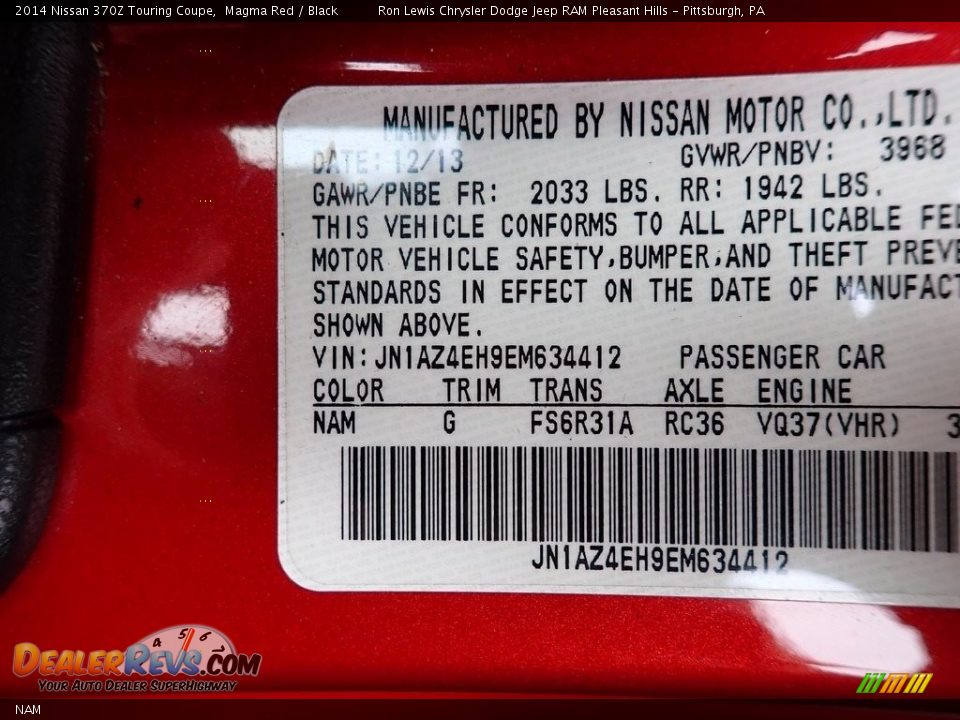 2014 Nissan 370Z Touring Coupe,  Magma Red / Black Ron Lewis Chrysler Dodge Jeep RAM Pleasant Hills – Pittsburgh, PA
MANUFACTURED BY NISSAN MOTOR CO.,LTD.
DATE: 12/13 GVWR/PNBV: 3968
GAWR/PNBE FR: 2033 LBS. RR: 1942 LBS.
THIS VEHICLE CONFORMS TO ALL APPLICABLE FED
MOTOR VEHICLE SAFETY,BUMPER,AND THEFT PREVE
STANDARDS IN EFFECT ON THE DATE OF MANUFACT
SHOWN ABOVE.
VIN:JN1AZ4EH9EM634412 PASSENGER CAR
COLOR TRIM TRANS AXLE ENGINE
NAM G FS6R31A RC36 VQ37(VHR) 3
JN1AZ4EH9EM634412
4 5 6
DealerRevs.com
Your Auto Dealer SuperHighway
NAM